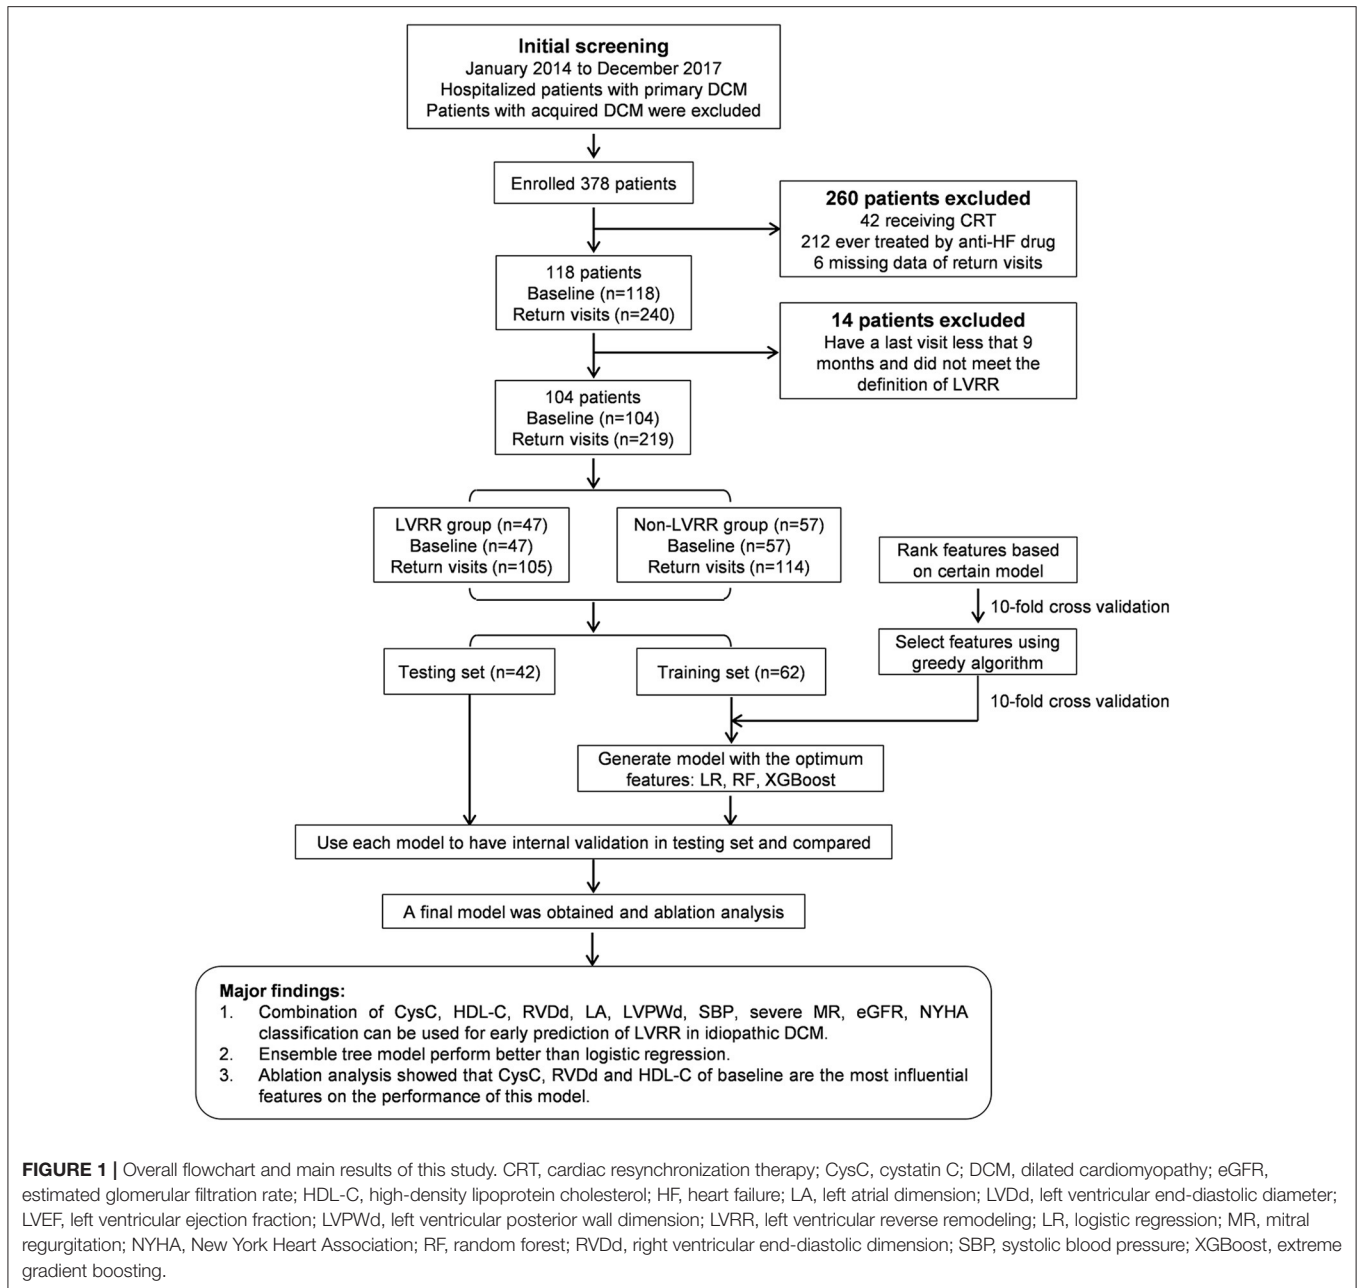 Initial screening
January 2014 to December 2017
Hospitalized patients with primary DCM
Patients with acquired DCM were excluded
Enrolled 378 patients
260 patients excluded
42 receiving CRT
212 ever treated by anti-HF drug
6 missing data of return visits
118 patients
Baseline (n=118)
Return visits (n=240)
14 patients excluded
Have a last visit less that 9
months and did not meet the
definition of LVRR
104 patients
Baseline (n=104)
Return visits (n=219)
LVRR group (n=47)
Baseline (n=47)
Return visits (n=105)
Non-LVRR group (n=57)
Baseline (n=57)
Return visits (n=114)
Rank features based
on certain model
10-fold cross validation
Select features using
greedy algorithm
10-fold cross validation
Testing set (n=42)
Training set (n=62)
Generate model with the optimum
features: LR, RF, XGBoost
Use each model to have internal validation in testing set and compared
A final model was obtained and ablation analysis
Major findings:
1. Combination of CysC, HDL-C, RVDd, LA, LVPWd, SBP, severe MR, eGFR, NYHA
classification can be used for early prediction of LVRR in idiopathic DCM.
2. Ensemble tree model perform better than logistic regression.
3. Ablation analysis showed that CysC, RVDd and HDL-C of baseline are the most influential
features on the performance of this model.
FIGURE 1 | Overall flowchart and main results of this study. CRT, cardiac resynchronization therapy; CysC, cystatin C; DCM, dilated cardiomyopathy; eGFR,
estimated glomerular filtration rate; HDL-C, high-density lipoprotein cholesterol; HF, heart failure; LA, left atrial dimension; LVDd, left ventricular end-diastolic diameter;
LVEF, left ventricular ejection fraction; LVPWd, left ventricular posterior wall dimension; LVRR, left ventricular reverse remodeling; LR, logistic regression; MR, mitral
regurgitation; NYHA, New York Heart Association; RF, random forest; RVDd, right ventricular end-diastolic dimension; SBP, systolic blood pressure; XGBoost, extreme
gradient boosting.